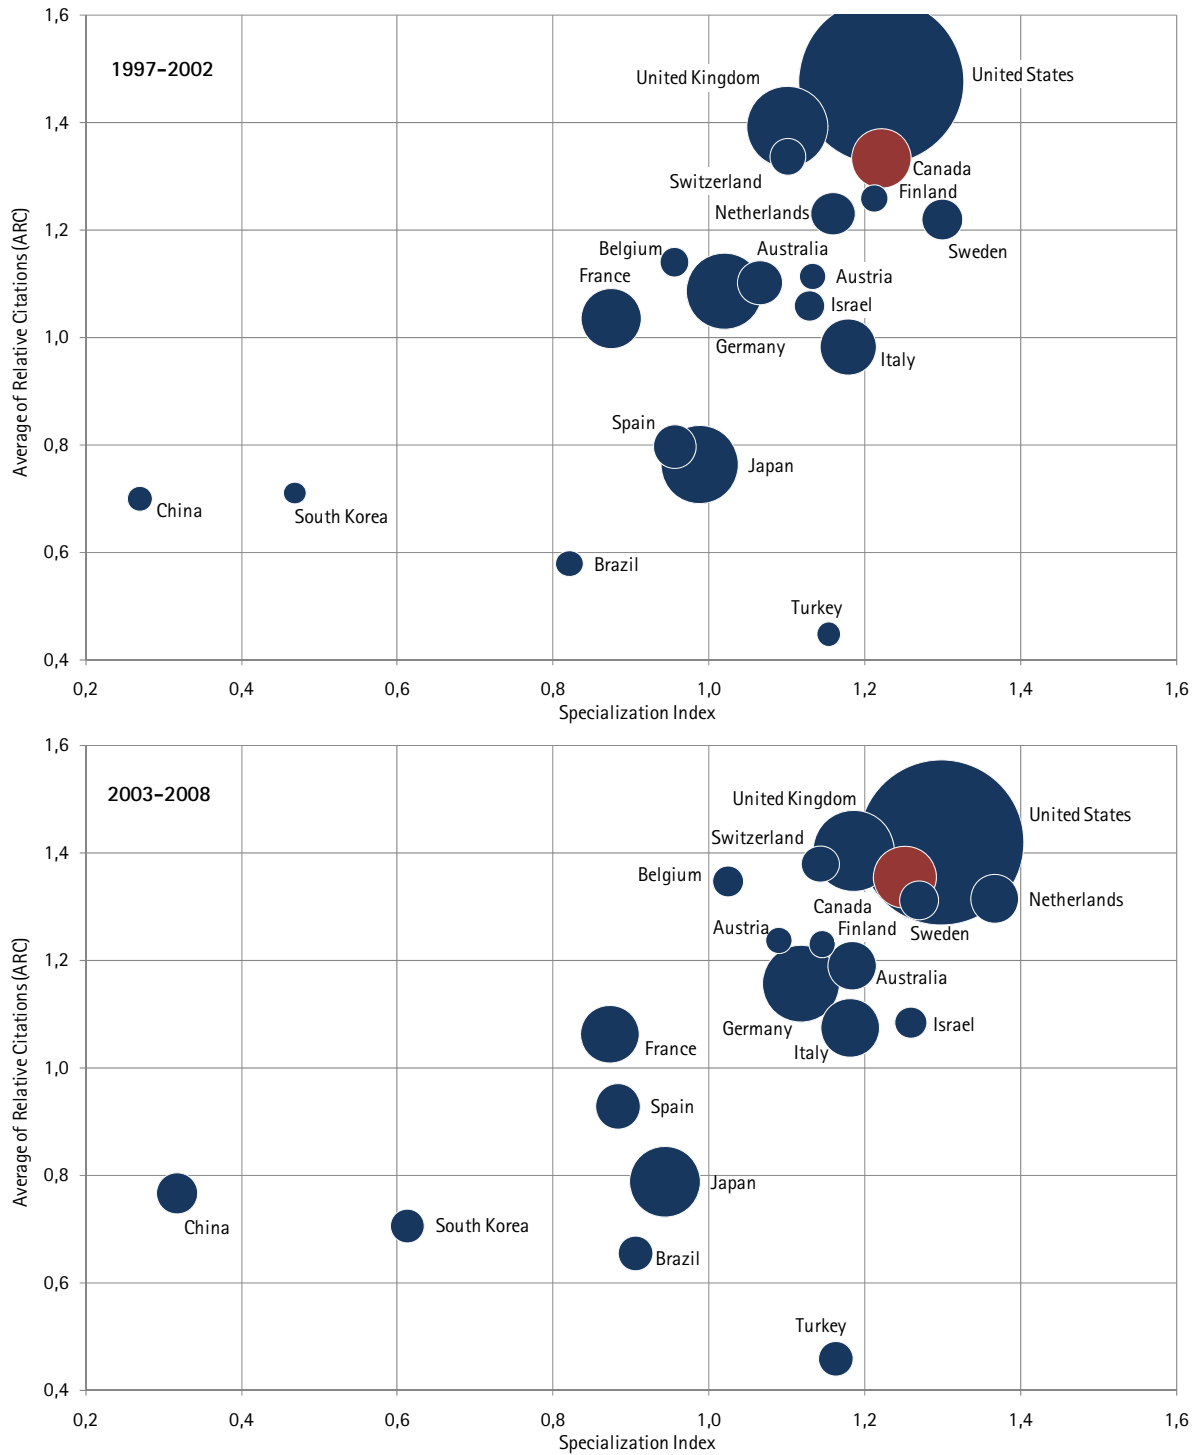 1,6
1997–2002
United Kingdom
United States
1,4
Switzerland
Canada
Finland
Netherlands
1,2
Sweden
Belgium
Australia
France
Austria
Israel
1,0
Germany
Italy
Average of Relative Citations (ARC)
Spain
0,8
Japan
China
South Korea
0,6
Brazil
Turkey
0,4
0,2 0,4 0,6 0,8 1,0 1,2 1,4 1,6
Specialization Index
1,6
2003–2008
United Kingdom
United States
Switzerland
1,4
Belgium
Netherlands
Canada
Austria
Finland
Sweden
1,2
Australia
Germany
Israel
Italy
France
1,0
Spain
Average of Relative Citations (ARC)
0,8
Japan
China
South Korea
Brazil
0,6
Turkey
0,4
0,2 0,4 0,6 0,8 1,0 1,2 1,4 1,6
Specialization Index